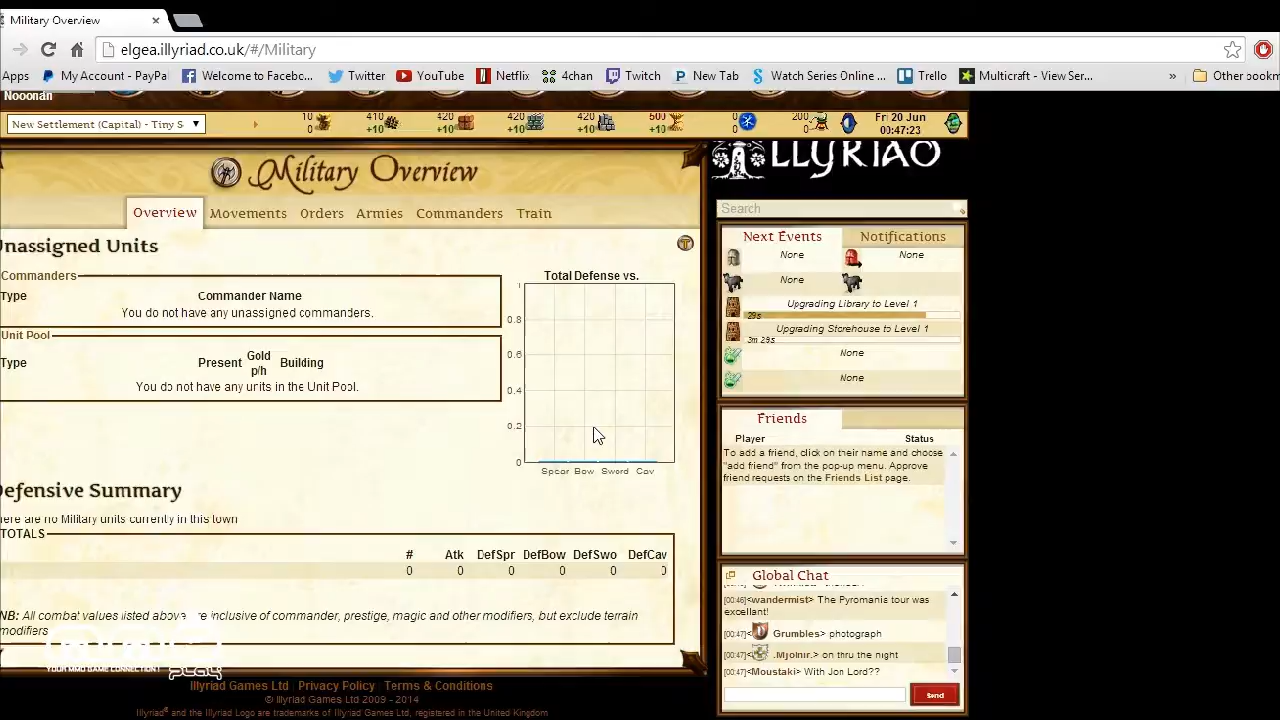 Military Overview
elgea.illyriad.co.uk/#/Military
Apps My Account - PayPal Welcome to Facebc... Twitter YouTube Netflix 4chan Twitch New Tab Watch Series Online ... Trello Multicraft - View Ser... » Other bookm
Nooonan
New Settlement (Capital) - Tiny S
10 410 420 420 420 500 0 200 Fri 20 Jun
0 +10 +10 +10 +10 +10 0 0 00:47:23
Military Overview
ILLYRIAD
Overview Movements Orders Armies Commanders Train
Search
Unassigned Units
Next Events Notifications
None None
None
Upgrading Library to Level 1
29s
Upgrading Storehouse to Level 1
3m 29s
None
None
Commanders
Type Commander Name
You do not have any unassigned commanders.
Unit Pool
Type Present Gold p/h Building
You do not have any units in the Unit Pool.
Total Defense vs.
1
0.8
0.6
0.4
0.2
0
Spear Bow Sword Cav
Friends
Player Status
To add a friend, click on their name and choose
"add friend" from the pop-up menu. Approve
friend requests on the Friends List page.
Defensive Summary
here are no Military units currently in this town
TOTALS
# Atk DefSpr DefBow DefSwo DefCav
0 0 0 0 0 0
NB: All combat values listed above are inclusive of commander, prestige, magic and other modifiers, but exclude terrain
modifiers
YOUR MMO GAME CONNECTION! play
Global Chat
[00:46]<wandermist> The Pyromania tour was
excellant!
[00:47]< Grumbles> photograph
[00:47]< .Mjolnir.> on thru the night
[00:47]<Moustaki> With Jon Lord??
Send
Illyriad Games Ltd Privacy Policy Terms & Conditions
© Illyriad Games Ltd 2009 - 2014
Illyriad® and the Illyriad Logo are trademarks of Illyriad Games Ltd, registered in the United Kingdom